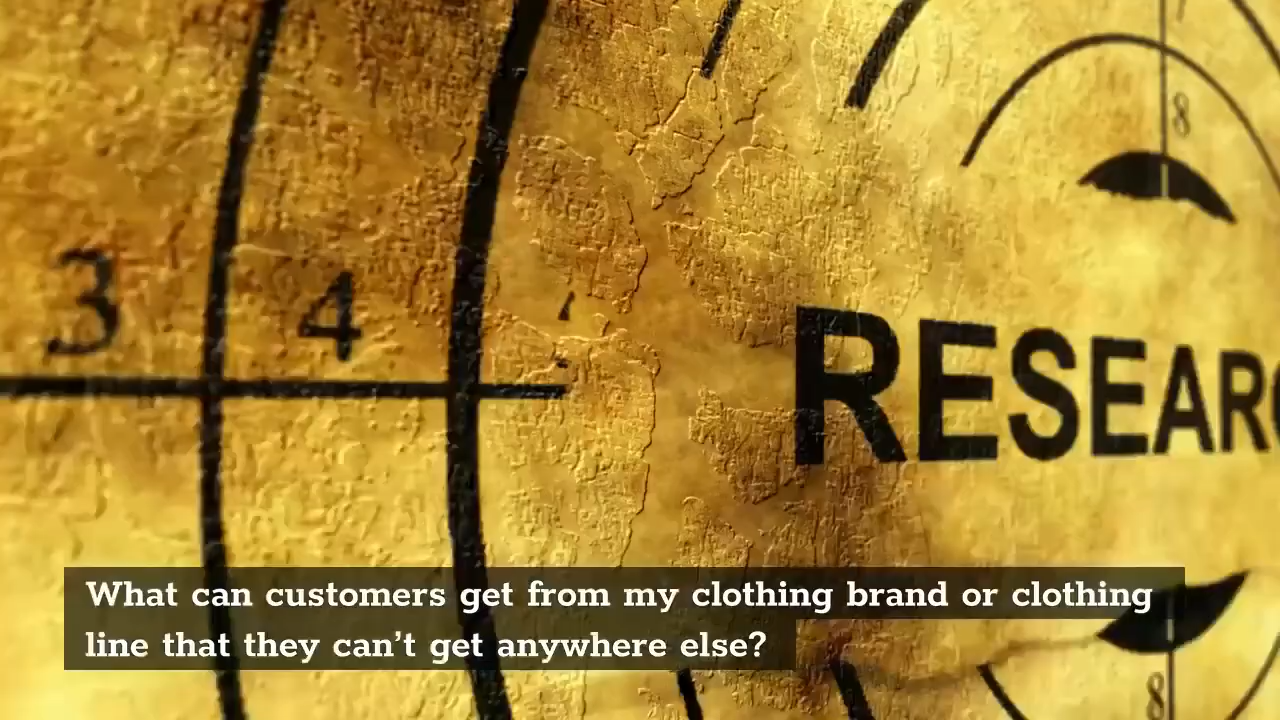 8
3
4
RESEARC
What can customers get from my clothing brand or clothing
line that they can't get anywhere else?
8